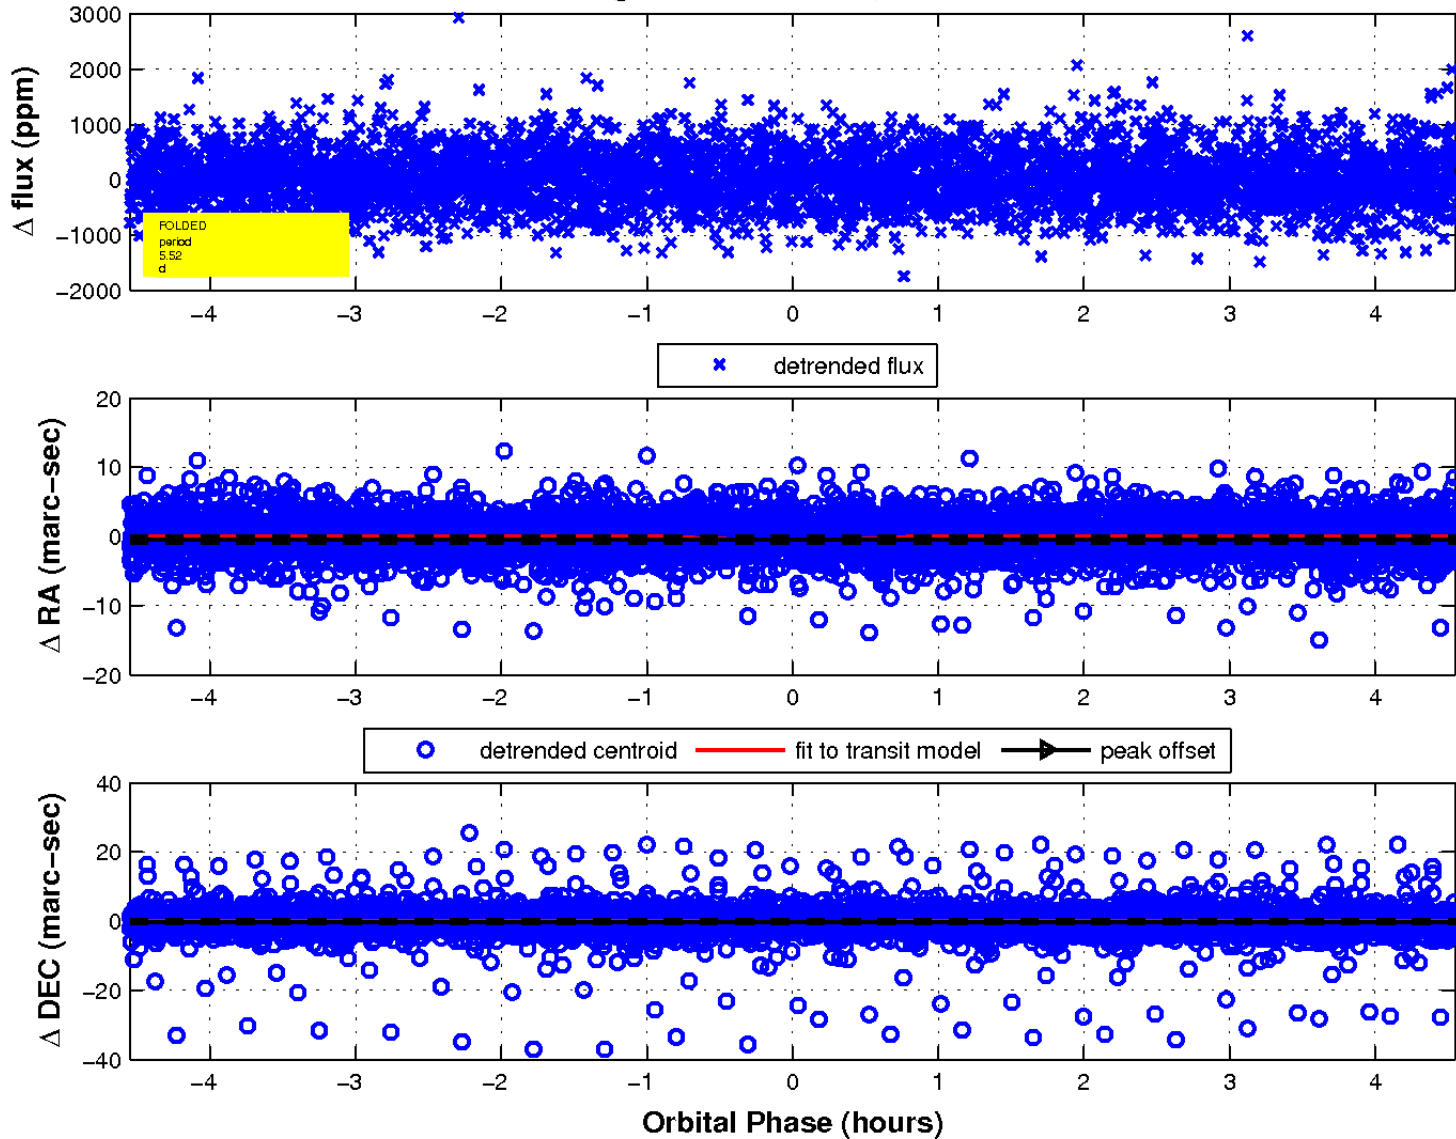 3000
2000
1000
0
−1000
−2000
Δ flux (ppm)
FOLDED
period
5.52
d
−4 −3 −2 −1 0 1 2 3 4
detrended flux
20
10
0
−10
−20
Δ RA (marc−sec)
−4 −3 −2 −1 0 1 2 3 4
detrended centroid fit to transit model peak offset
40
20
0
−20
−40
Δ DEC (marc−sec)
−4 −3 −2 −1 0 1 2 3 4
Orbital Phase (hours)